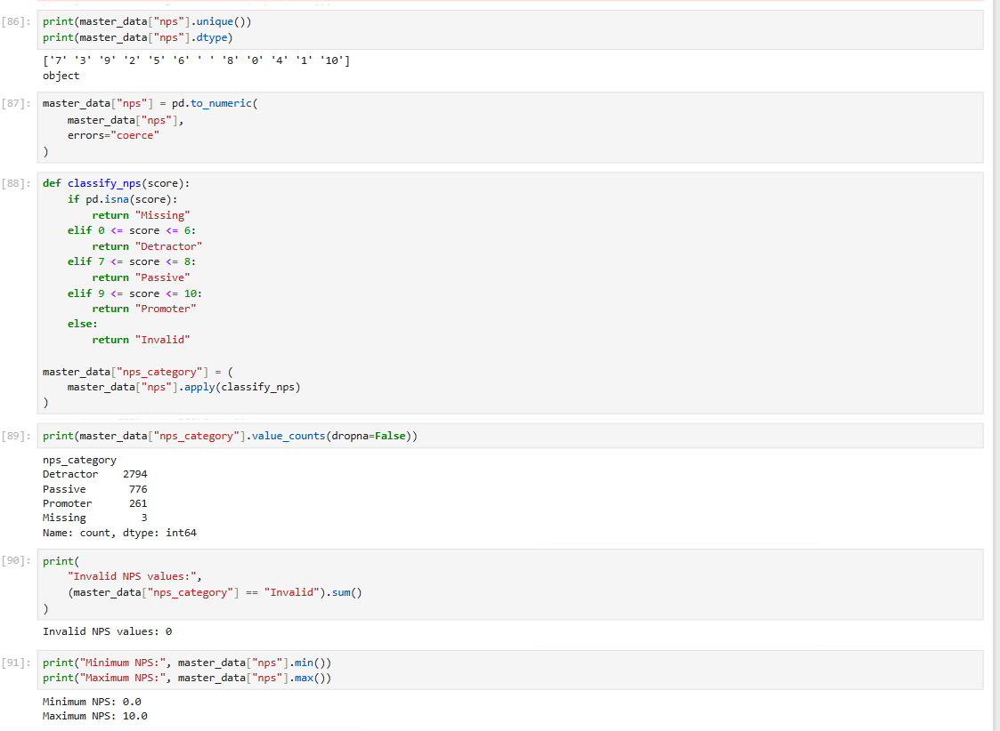 [86]: print(master_data["nps"].unique())
print(master_data["nps"].dtype)
['7' '3' '9' '2' '5' '6' ' ' '8' '0' '4' '1' '10']
object
[87]: master_data["nps"] = pd.to_numeric(
    master_data["nps"],
    errors="coerce"
)
[88]: def classify_nps(score):
    if pd.isna(score):
        return "Missing"
    elif 0 <= score <= 6:
        return "Detractor"
    elif 7 <= score <= 8:
        return "Passive"
    elif 9 <= score <= 10:
        return "Promoter"
    else:
        return "Invalid"
master_data["nps_category"] = (
    master_data["nps"].apply(classify_nps)
)
[89]: print(master_data["nps_category"].value_counts(dropna=False))
nps_category
Detractor    2794
Passive       776
Promoter      261
Missing         3
Name: count, dtype: int64
[90]: print(
    "Invalid NPS values:",
    (master_data["nps_category"] == "Invalid").sum()
)
Invalid NPS values: 0
[91]: print("Minimum NPS:", master_data["nps"].min())
print("Maximum NPS:", master_data["nps"].max())
Minimum NPS: 0.0
Maximum NPS: 10.0